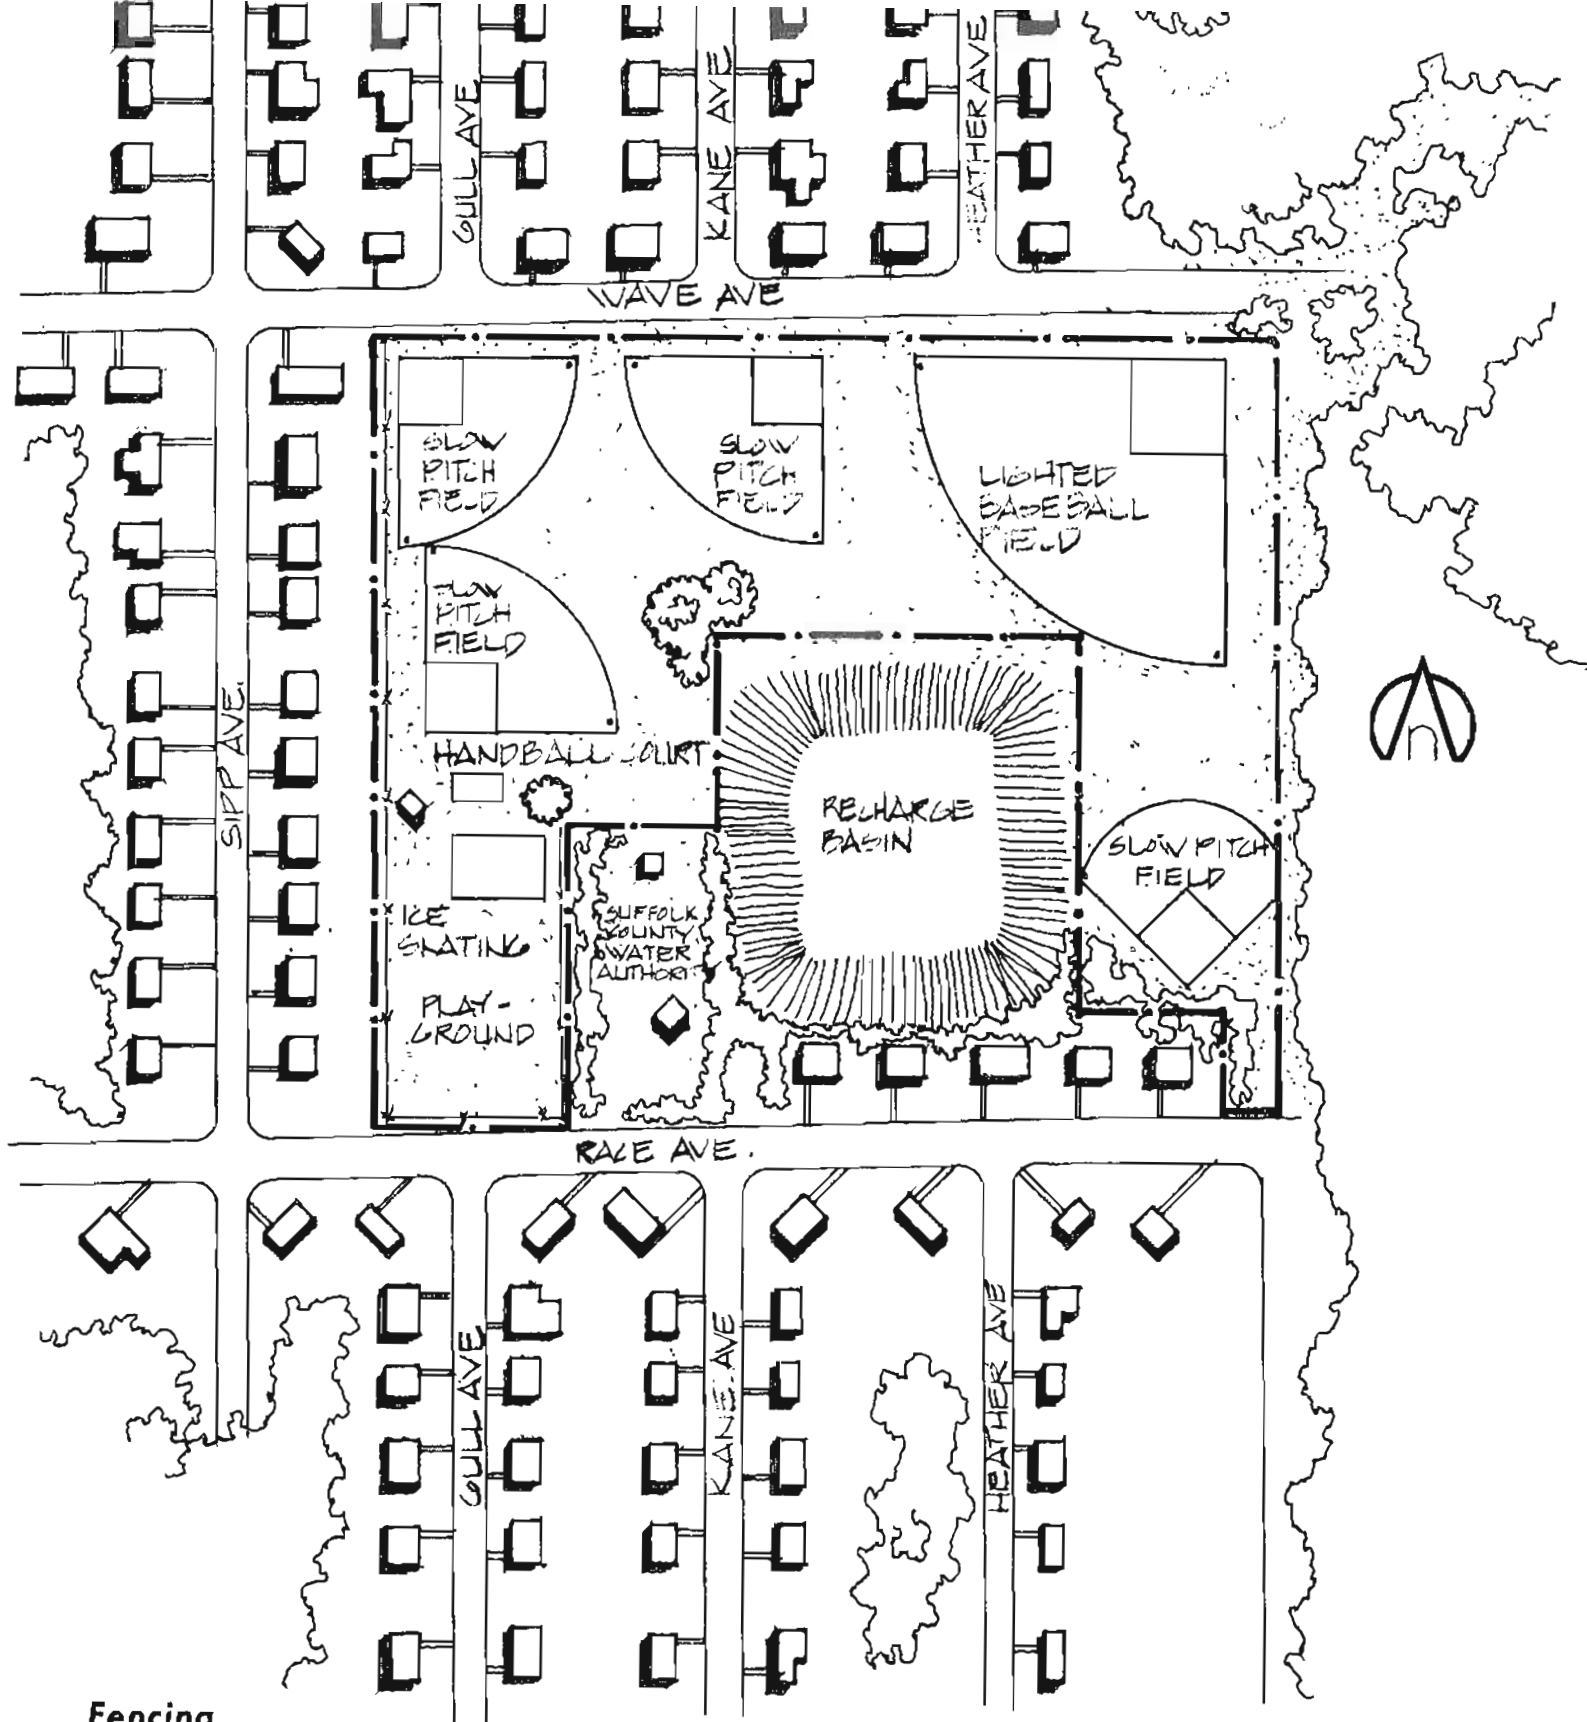 GULL AVE
KANE AVE
HEATHER AVE
WAVE AVE
SLOW
PITCH
FIELD
SLOW
PITCH
FIELD
LIGHTED
BASEBALL
FIELD
SLOW
PITCH
FIELD
SIPP AVE.
HANDBALL COURT
RECHARGE
BASIN
SLOW PITCH
FIELD
ICE
SKATING
SUFFOLK
COUNTY
WATER
AUTHORITY
PLAY-
GROUND
RACE AVE.
GULL AVE
KANE AVE
HEATHER AVE
Fencing